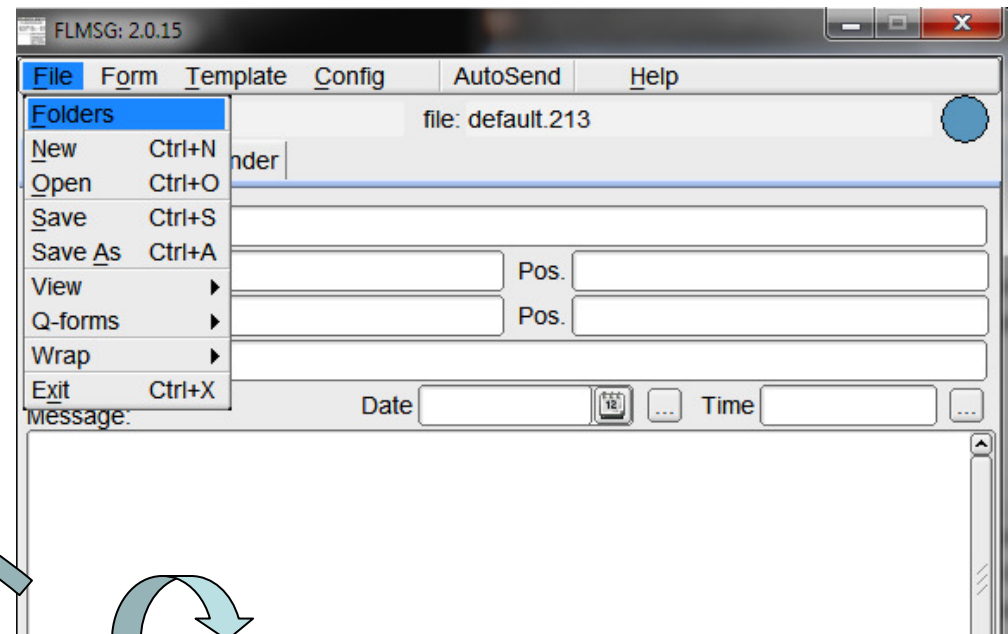 FLMSG: 2.0.15
File Form Template Config AutoSend Help
Folders
file: default.213
New Ctrl+N
nder
Open Ctrl+O
Save Ctrl+S
Save As Ctrl+A
View
Pos.
Q-forms
Pos.
Wrap
Exit Ctrl+X
Message:
Date 12 ... Time ...